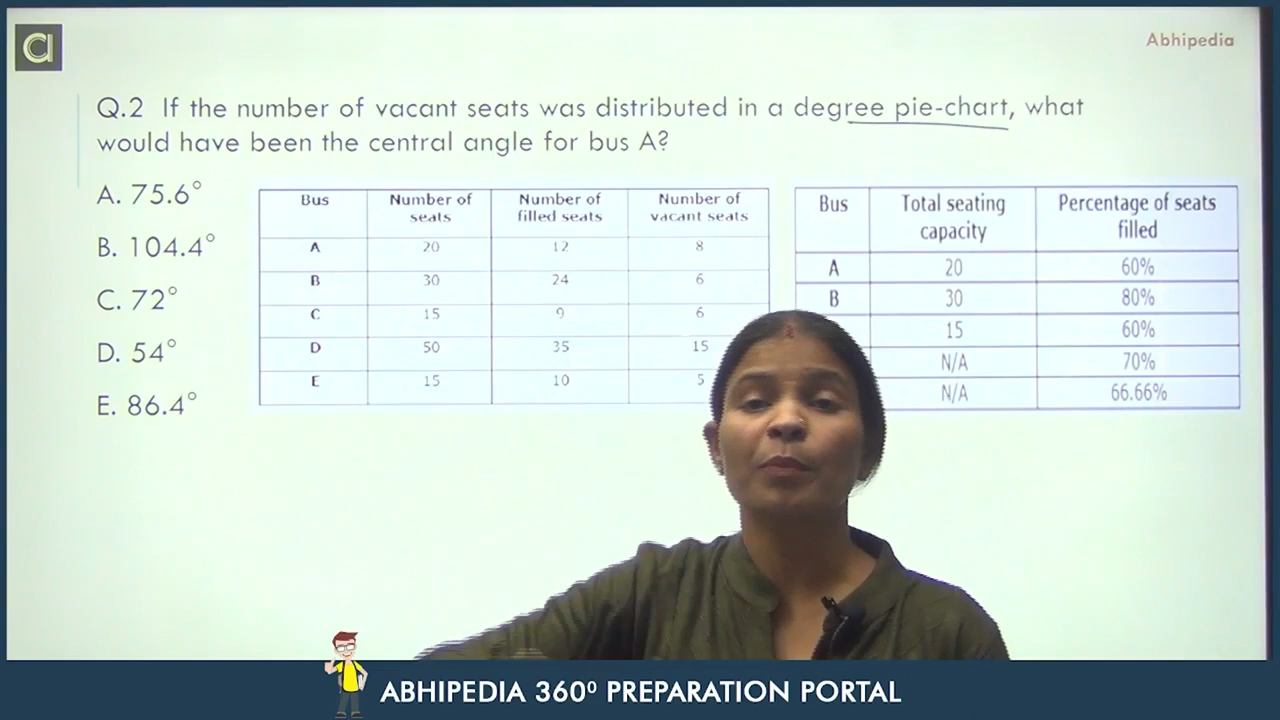 Abhipedia
Q.2 If the number of vacant seats was distributed in a degree pie-chart, what
would have been the central angle for bus A?
A. 75.6°
B. 104.4°
C. 72°
D. 54°
E. 86.4°
Bus Number of seats Number of filled seats Number of vacant seats
A 20 12 8
B 30 24 6
C 15 9 6
D 50 35 15
E 15 10 5
Bus Total seating capacity Percentage of seats filled
A 20 60%
B 30 80%
15 60%
N/A 70%
N/A 66.66%
ABHIPEDIA 360⁰ PREPARATION PORTAL